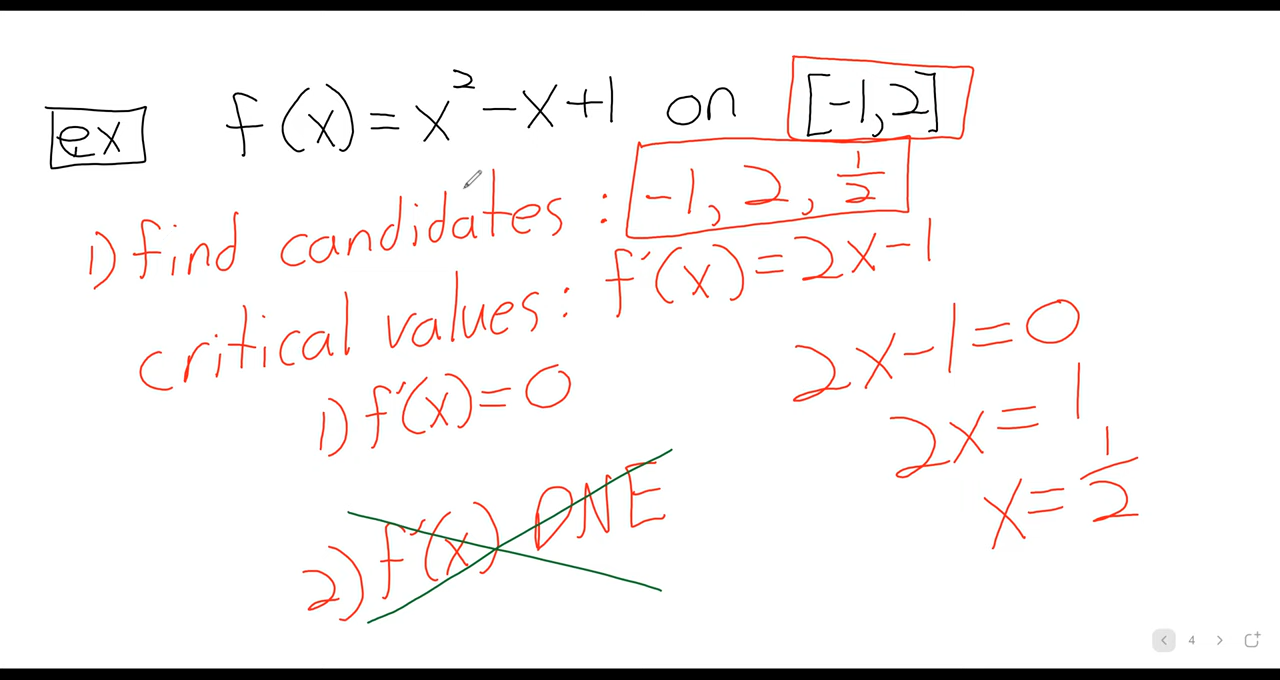 ex f(x) = x² - x + 1 on [-1, 2]
1) find candidates: -1, 2, 1/2
critical values: f'(x) = 2x - 1
2x - 1 = 0
1) f'(x) = 0
2x = 1
x = 1/2
2) f'(x) DNE
4